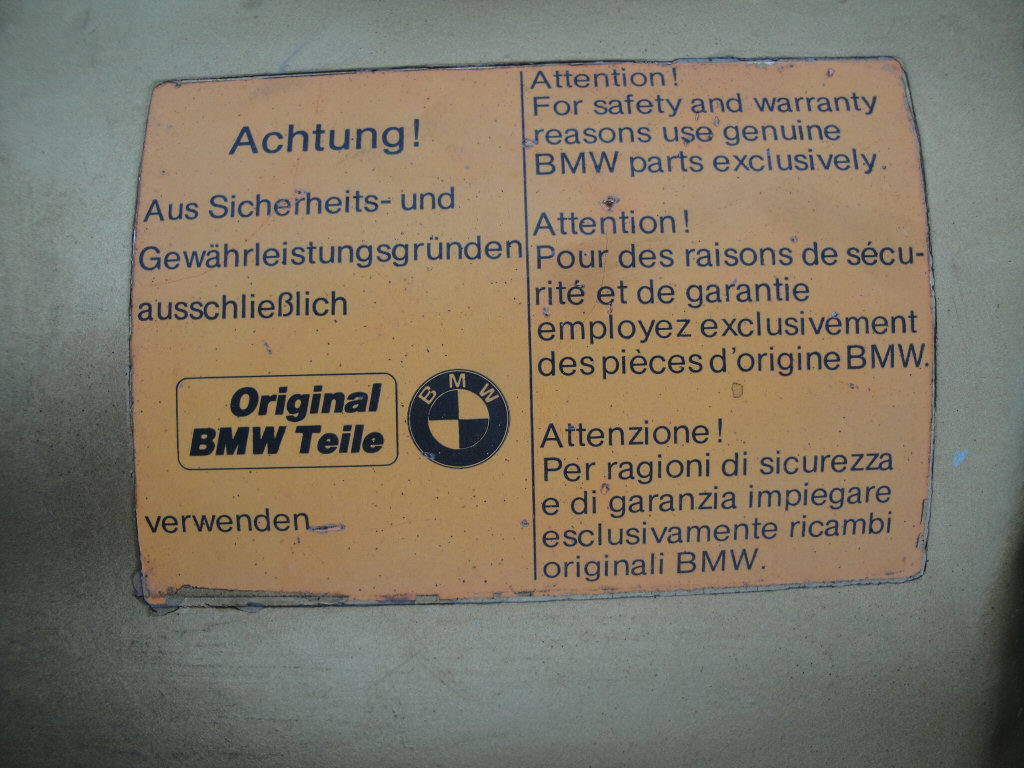 Achtung!
Aus Sicherheits- und
Gewährleistungsgründen
ausschließlich
Original
BMW Teile
BMW
verwenden
Attention!
For safety and warranty
reasons use genuine
BMW parts exclusively.
Attention!
Pour des raisons de sécu-
rité et de garantie
employez exclusivement
des pièces d'origine BMW.
Attenzione!
Per ragioni di sicurezza
e di garanzia impiegare
esclusivamente ricambi
originali BMW.